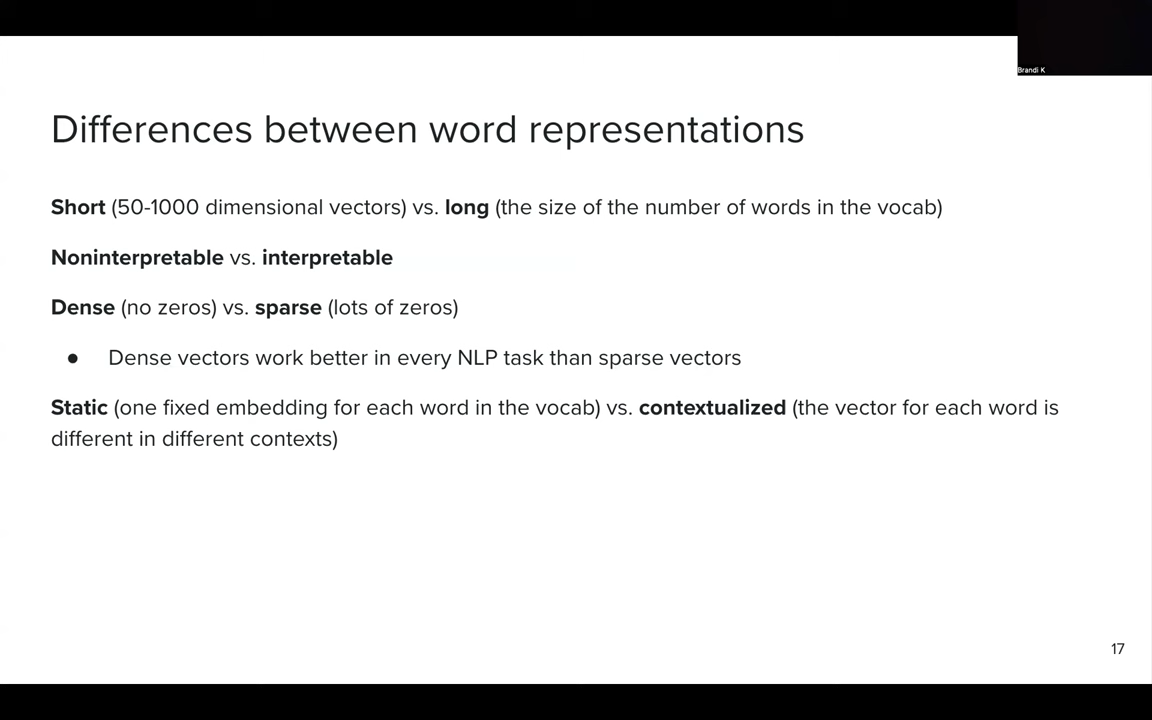 Brandi K
Differences between word representations
Short (50-1000 dimensional vectors) vs. long (the size of the number of words in the vocab)
Noninterpretable vs. interpretable
Dense (no zeros) vs. sparse (lots of zeros)
● Dense vectors work better in every NLP task than sparse vectors
Static (one fixed embedding for each word in the vocab) vs. contextualized (the vector for each word is
different in different contexts)
17